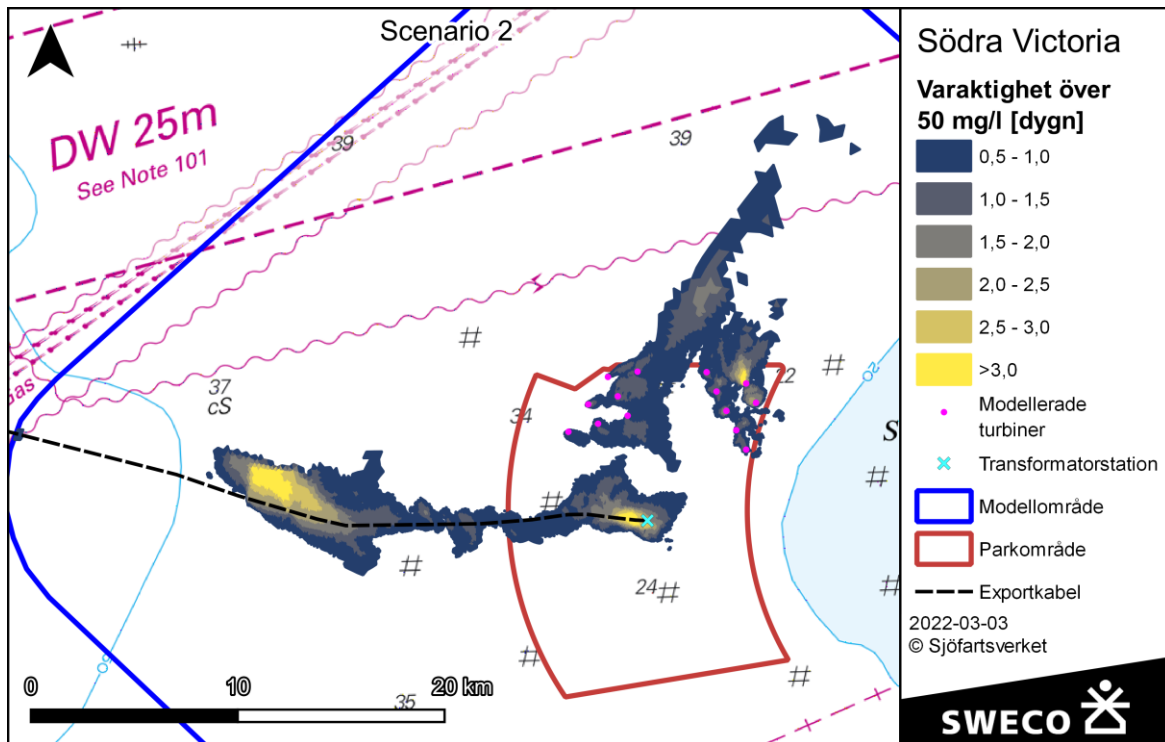 Scenario 2
DW 25m
See Note 101
39
39
Gas
37
cS
34
22
20
S
24
50
35
0
10
20 km
Södra Victoria
Varaktighet över
50 mg/l [dygn]
0,5 - 1,0
1,0 - 1,5
1,5 - 2,0
2,0 - 2,5
2,5 - 3,0
>3,0
Modellerade
turbiner
Transformatorstation
Modellområde
Parkområde
Exportkabel
2022-03-03
© Sjöfartsverket
SWECO